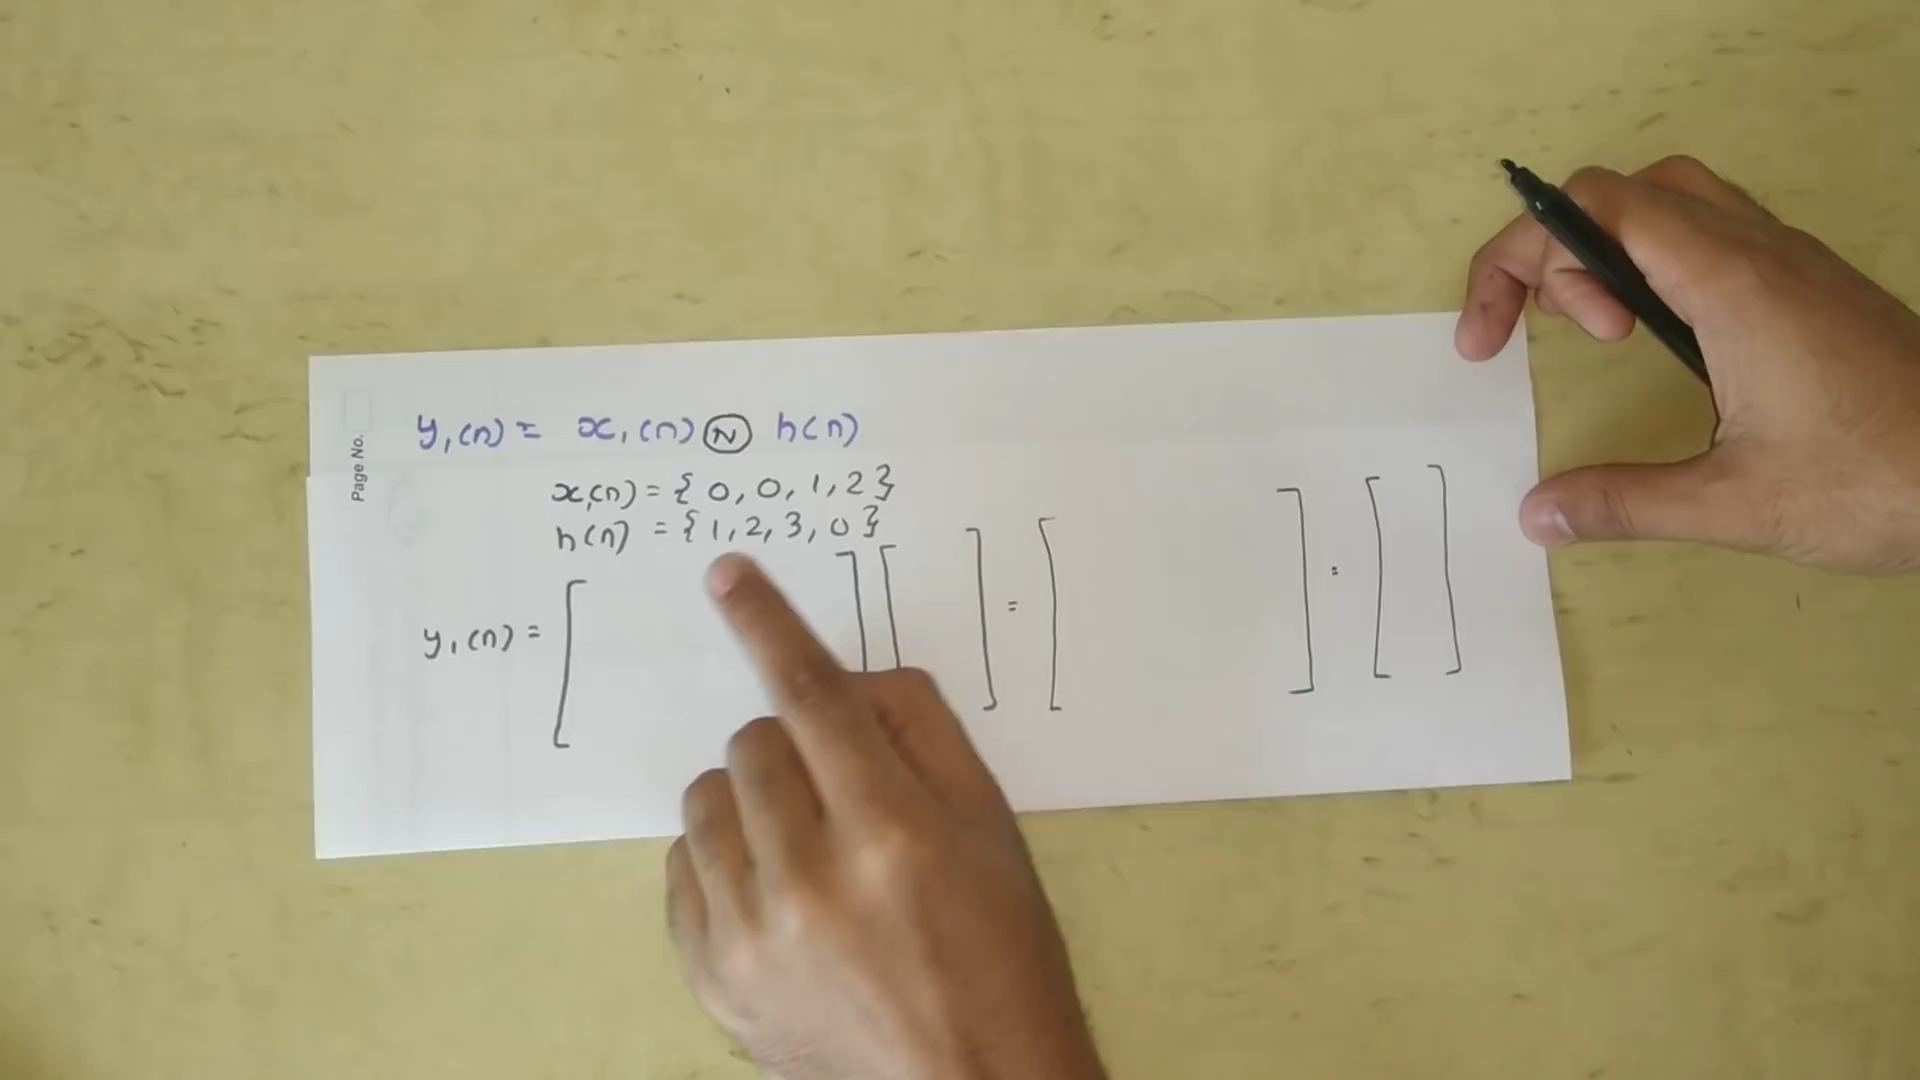 Page No.
y₁(n) = x₁(n) Ⓝ h(n)
x₁(n) = { 0, 0, 1, 2 }
h(n) = { 1, 2, 3, 0 }
y₁(n) = [ ] [ ] = [ ] = [ ]